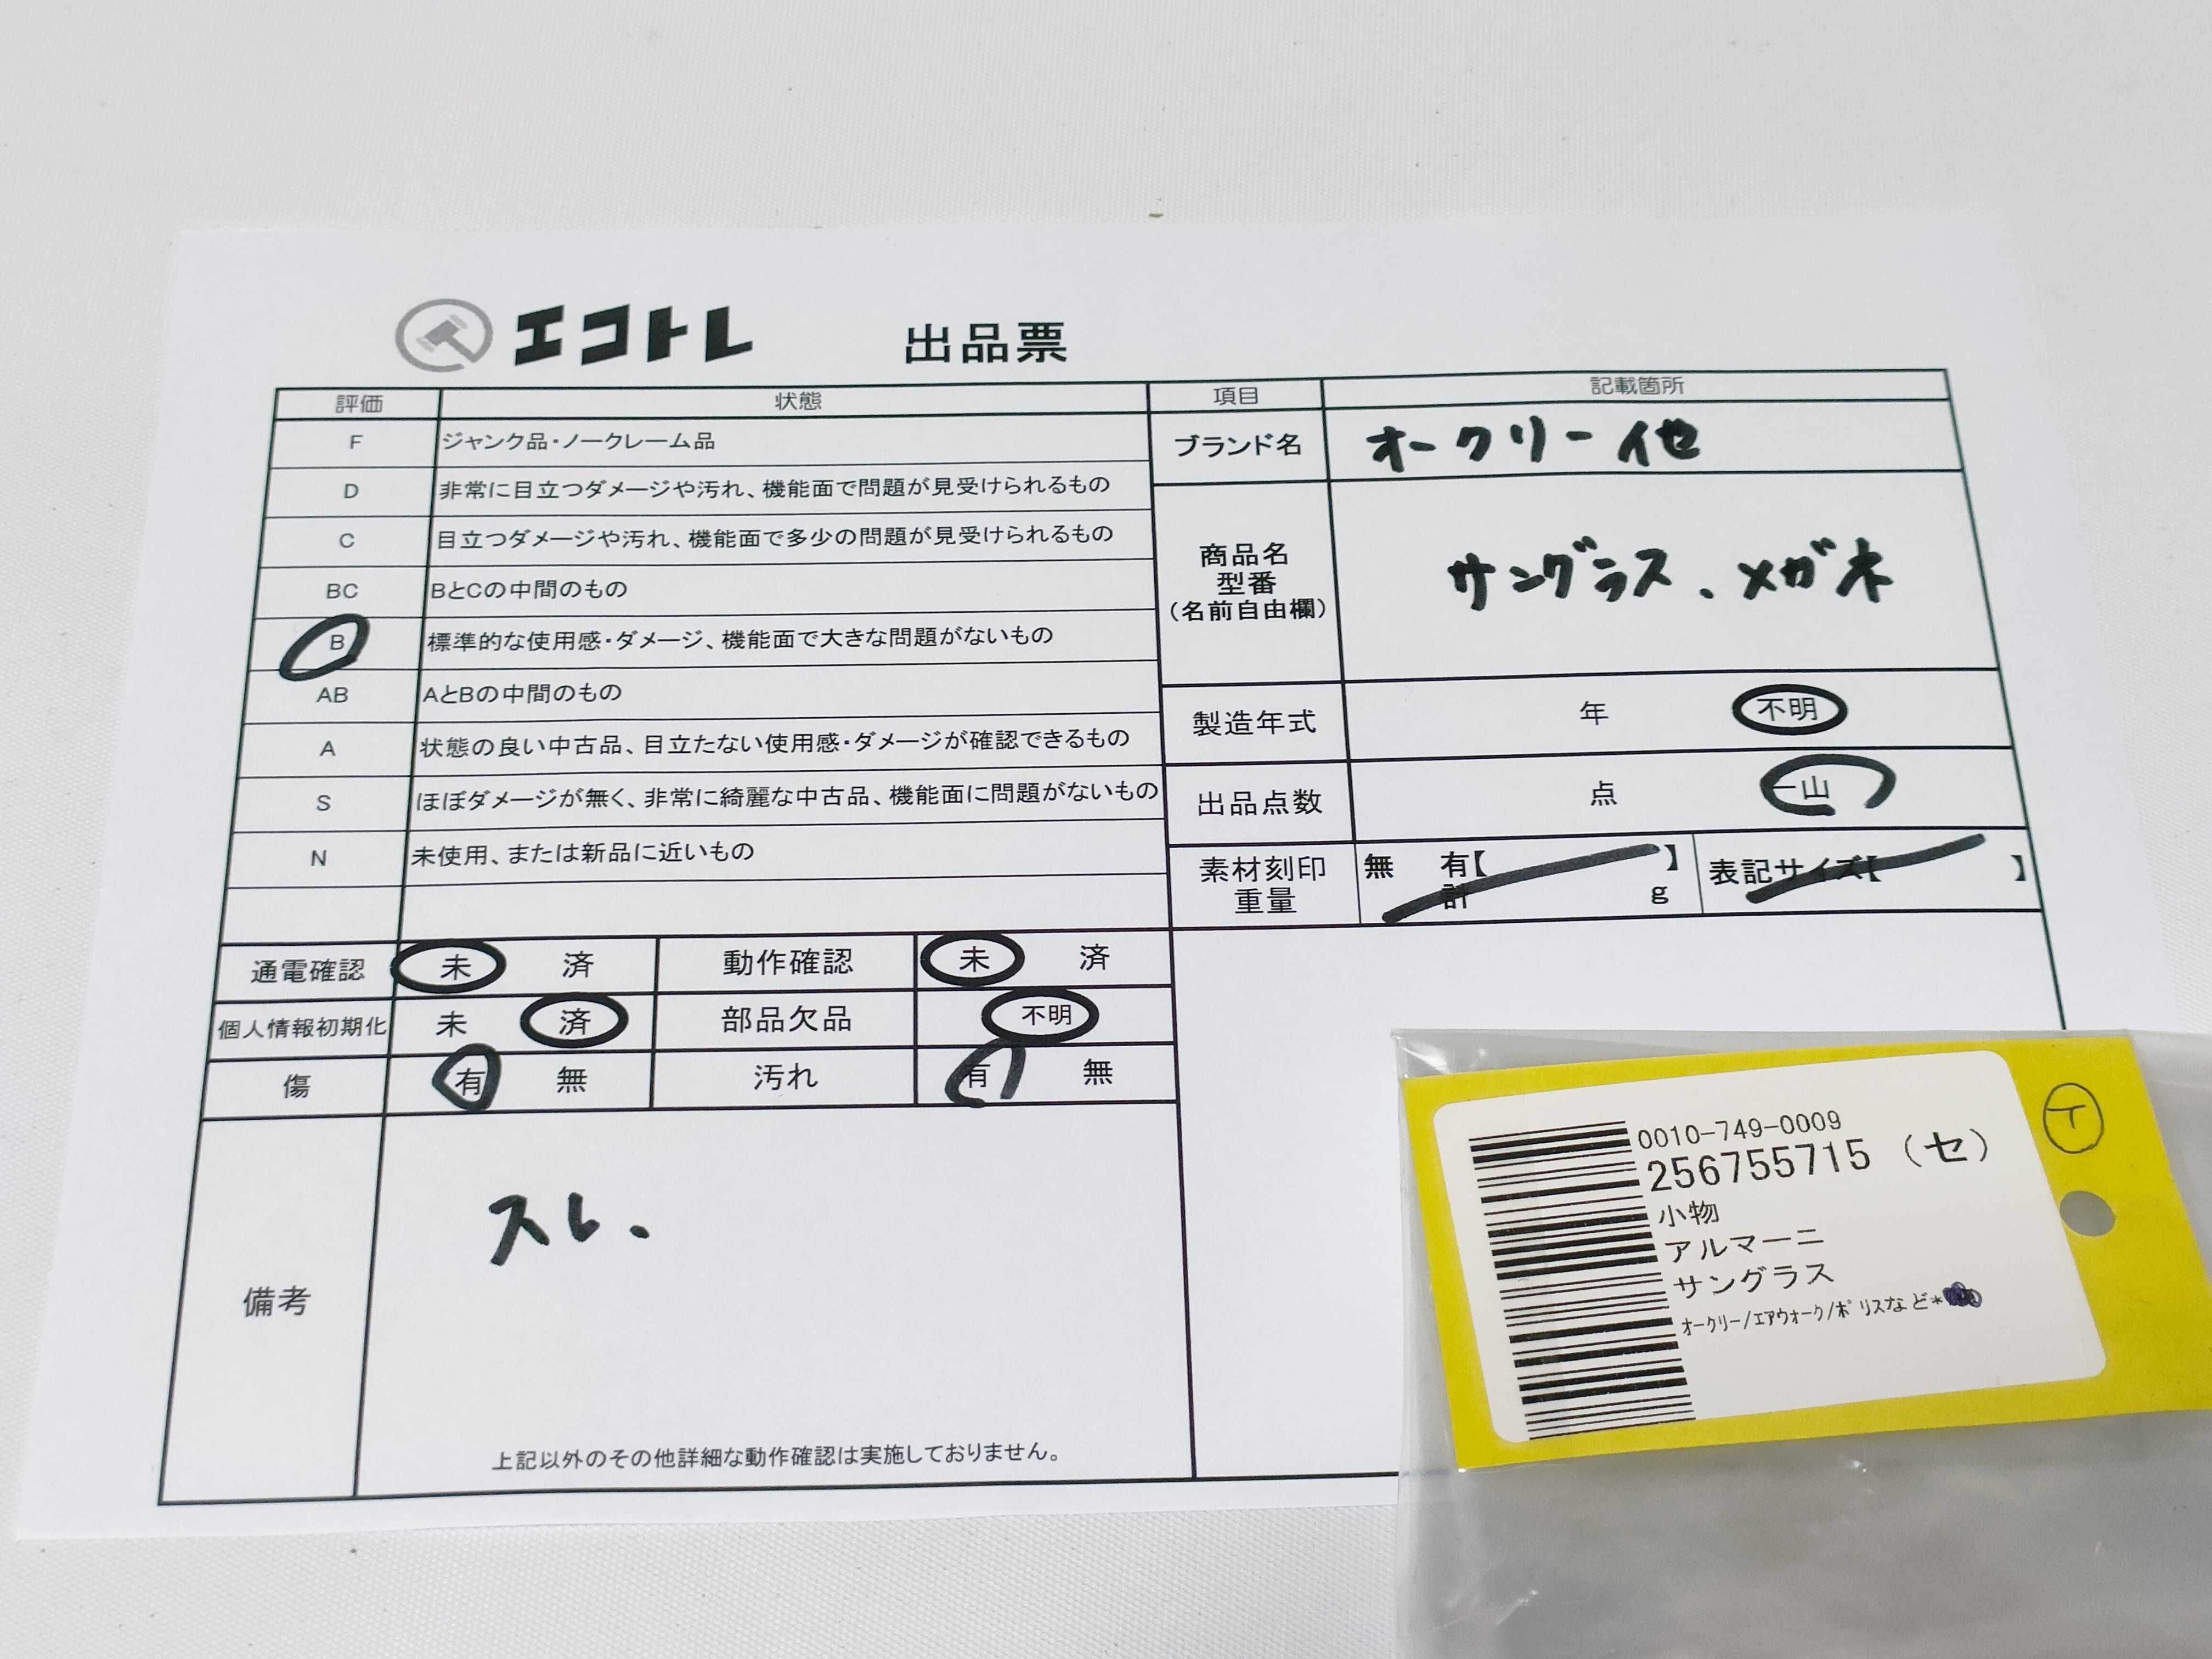 エコトレ 出品票
評価 状態 項目 記載箇所
F ジャンク品・ノークレーム品
D 非常に目立つダメージや汚れ、機能面で問題が見受けられるもの
C 目立つダメージや汚れ、機能面で多少の問題が見受けられるもの
BC BとCの中間のもの
B 標準的な使用感・ダメージ、機能面で大きな問題がないもの
AB AとBの中間のもの
A 状態の良い中古品、目立たない使用感・ダメージが確認できるもの
S ほぼダメージが無く、非常に綺麗な中古品、機能面に問題がないもの
N 未使用、または新品に近いもの
ブランド名 オークリー 他
商品名
型番
(名前自由欄)
サングラス、メガネ
製造年式 年 不明
出品点数 点 一山
素材刻印
重量
無 有【 】
計 g
表記サイズ【 】
通電確認 未 済 動作確認 未 済
個人情報初期化 未 済 部品欠品 不明
傷 有 無 汚れ 有 無
備考
スレ、
上記以外のその他詳細な動作確認は実施しておりません。
0010-749-0009
256755715 (セ)
小物
アルマーニ
サングラス
ｵｰｸﾘｰ/ｴｱｳｫｰｸ/ﾎﾟﾘｽなど*